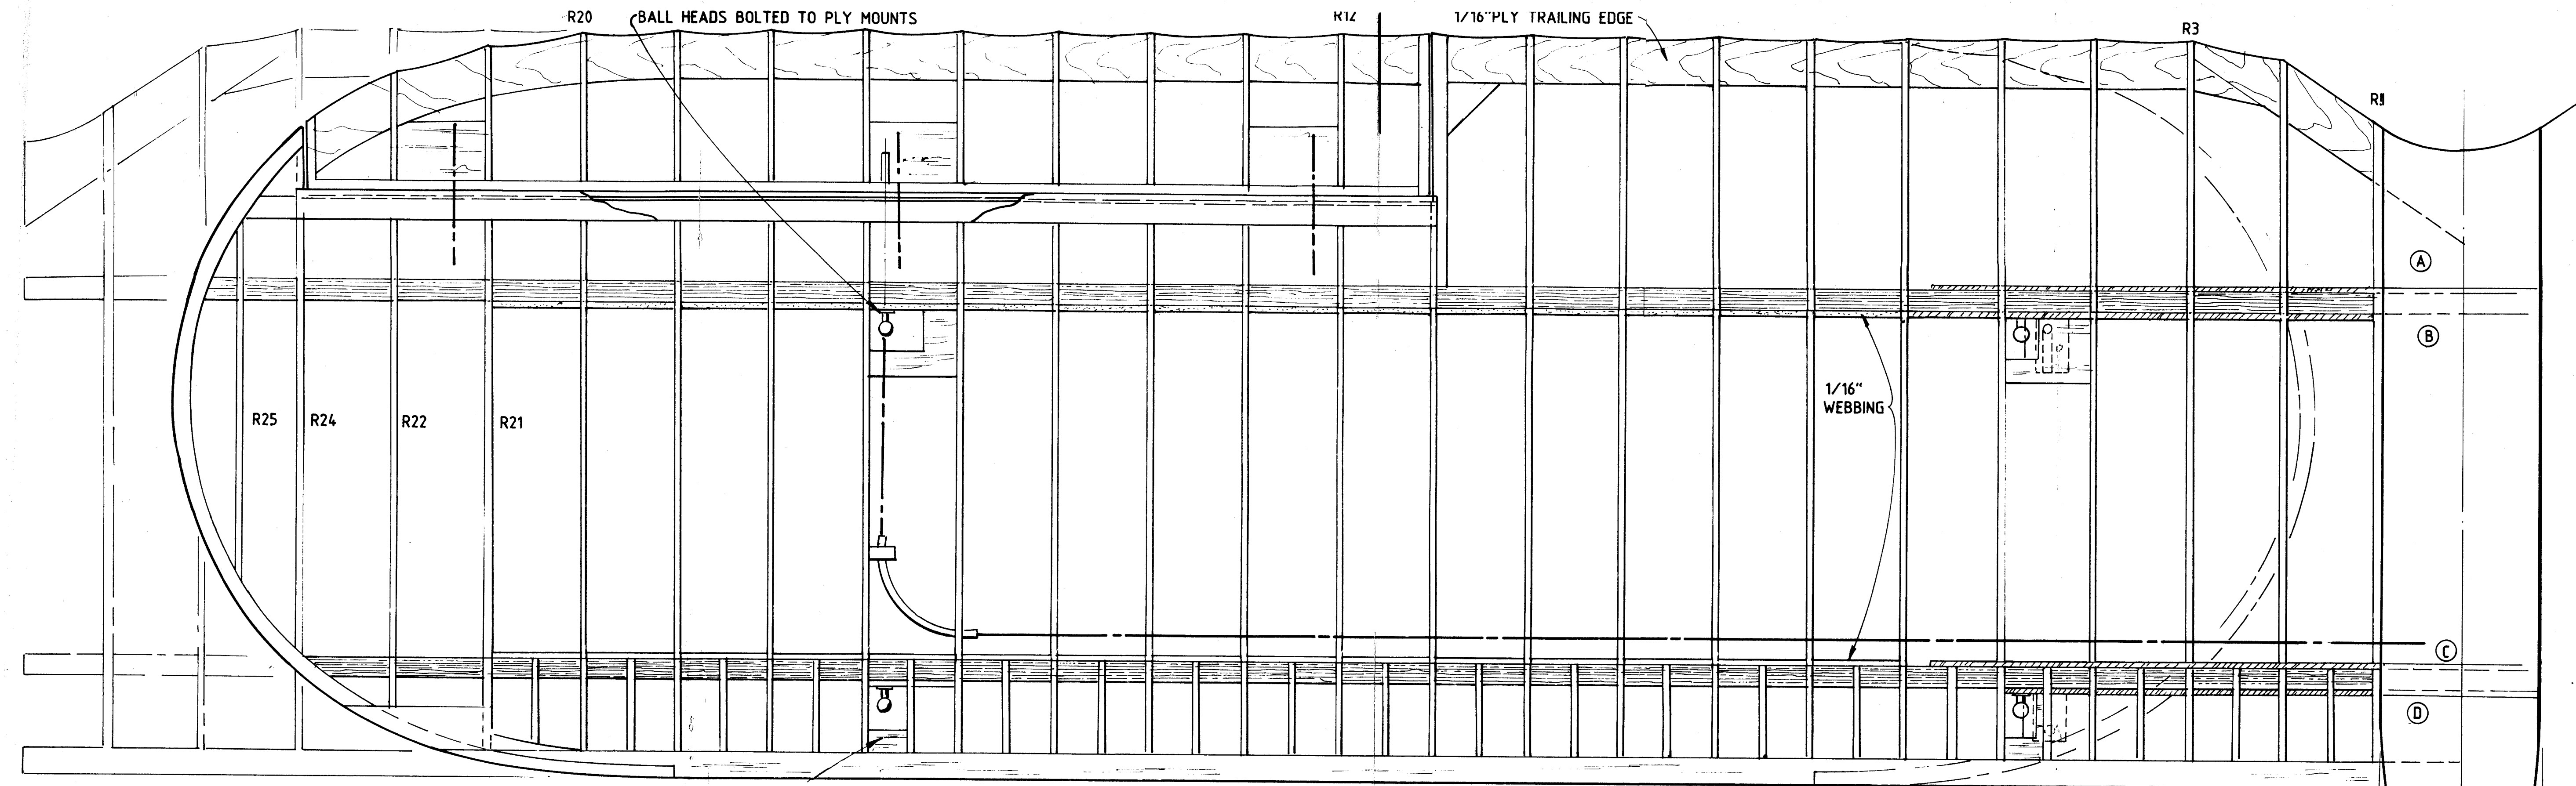 R20
BALL HEADS BOLTED TO PLY MOUNTS
R12
1/16"PLY TRAILING EDGE
R3
A
B
1/16"
WEBBING
R25
R24
R22
R21
C
D